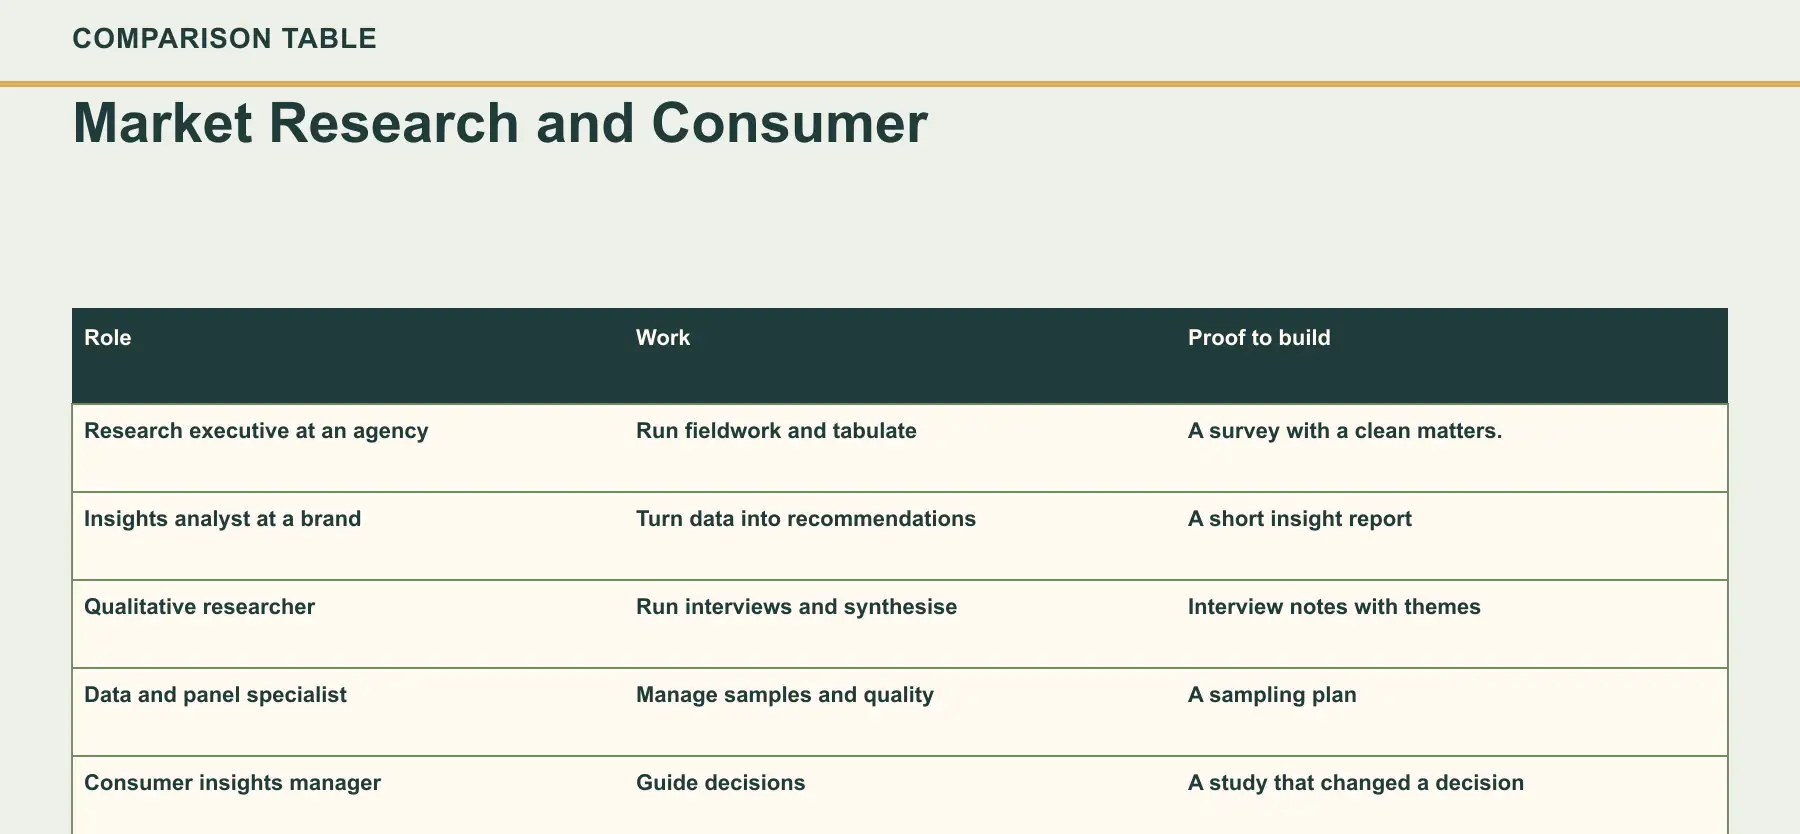 COMPARISON TABLE
Market Research and Consumer
Role Work Proof to build
Research executive at an agency Run fieldwork and tabulate A survey with a clean matters.
Insights analyst at a brand Turn data into recommendations A short insight report
Qualitative researcher Run interviews and synthesise Interview notes with themes
Data and panel specialist Manage samples and quality A sampling plan
Consumer insights manager Guide decisions A study that changed a decision